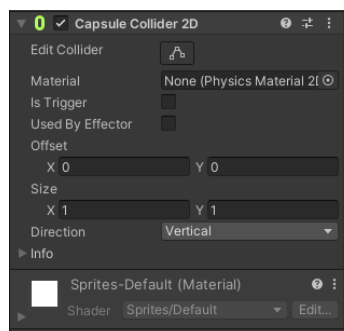 Capsule Collider 2D
Edit Collider
Material None (Physics Material 2D
Is Trigger
Used By Effector
Offset
X 0 Y 0
Size
X 1 Y 1
Direction Vertical
Info
Sprites-Default (Material)
Shader Sprites/Default Edit...